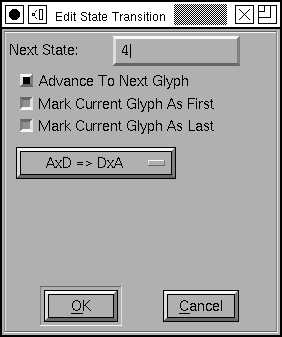 Edit State Transition
Next State: 4
Advance To Next Glyph
Mark Current Glyph As First
Mark Current Glyph As Last
AxD => DxA
OK Cancel